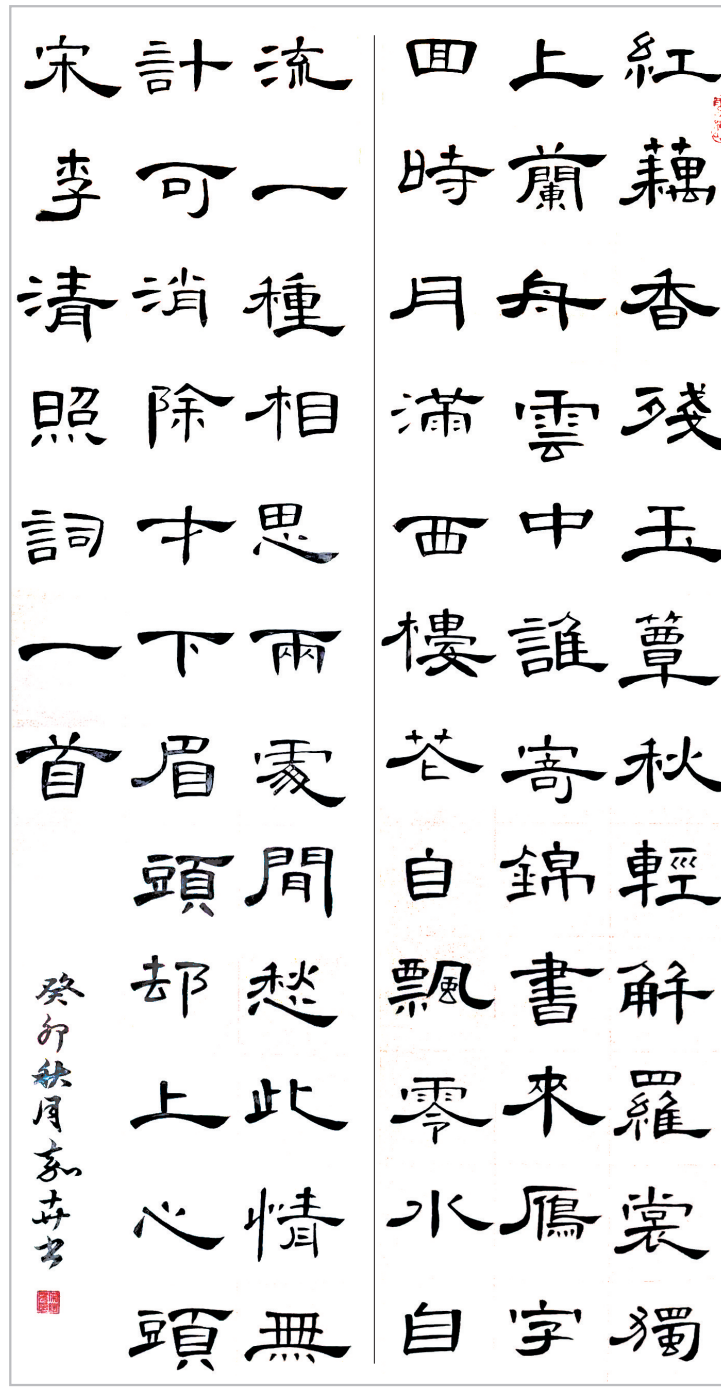 紅藕香殘玉簟秋輕解羅裳獨
上蘭舟雲中誰寄錦書來鴈字
回時月滿西樓花自飄零水自
流一種相思兩處閒愁此情無
計可消除才下眉頭却上心頭
宋李清照詞一首
癸卯秋月嘉卉書